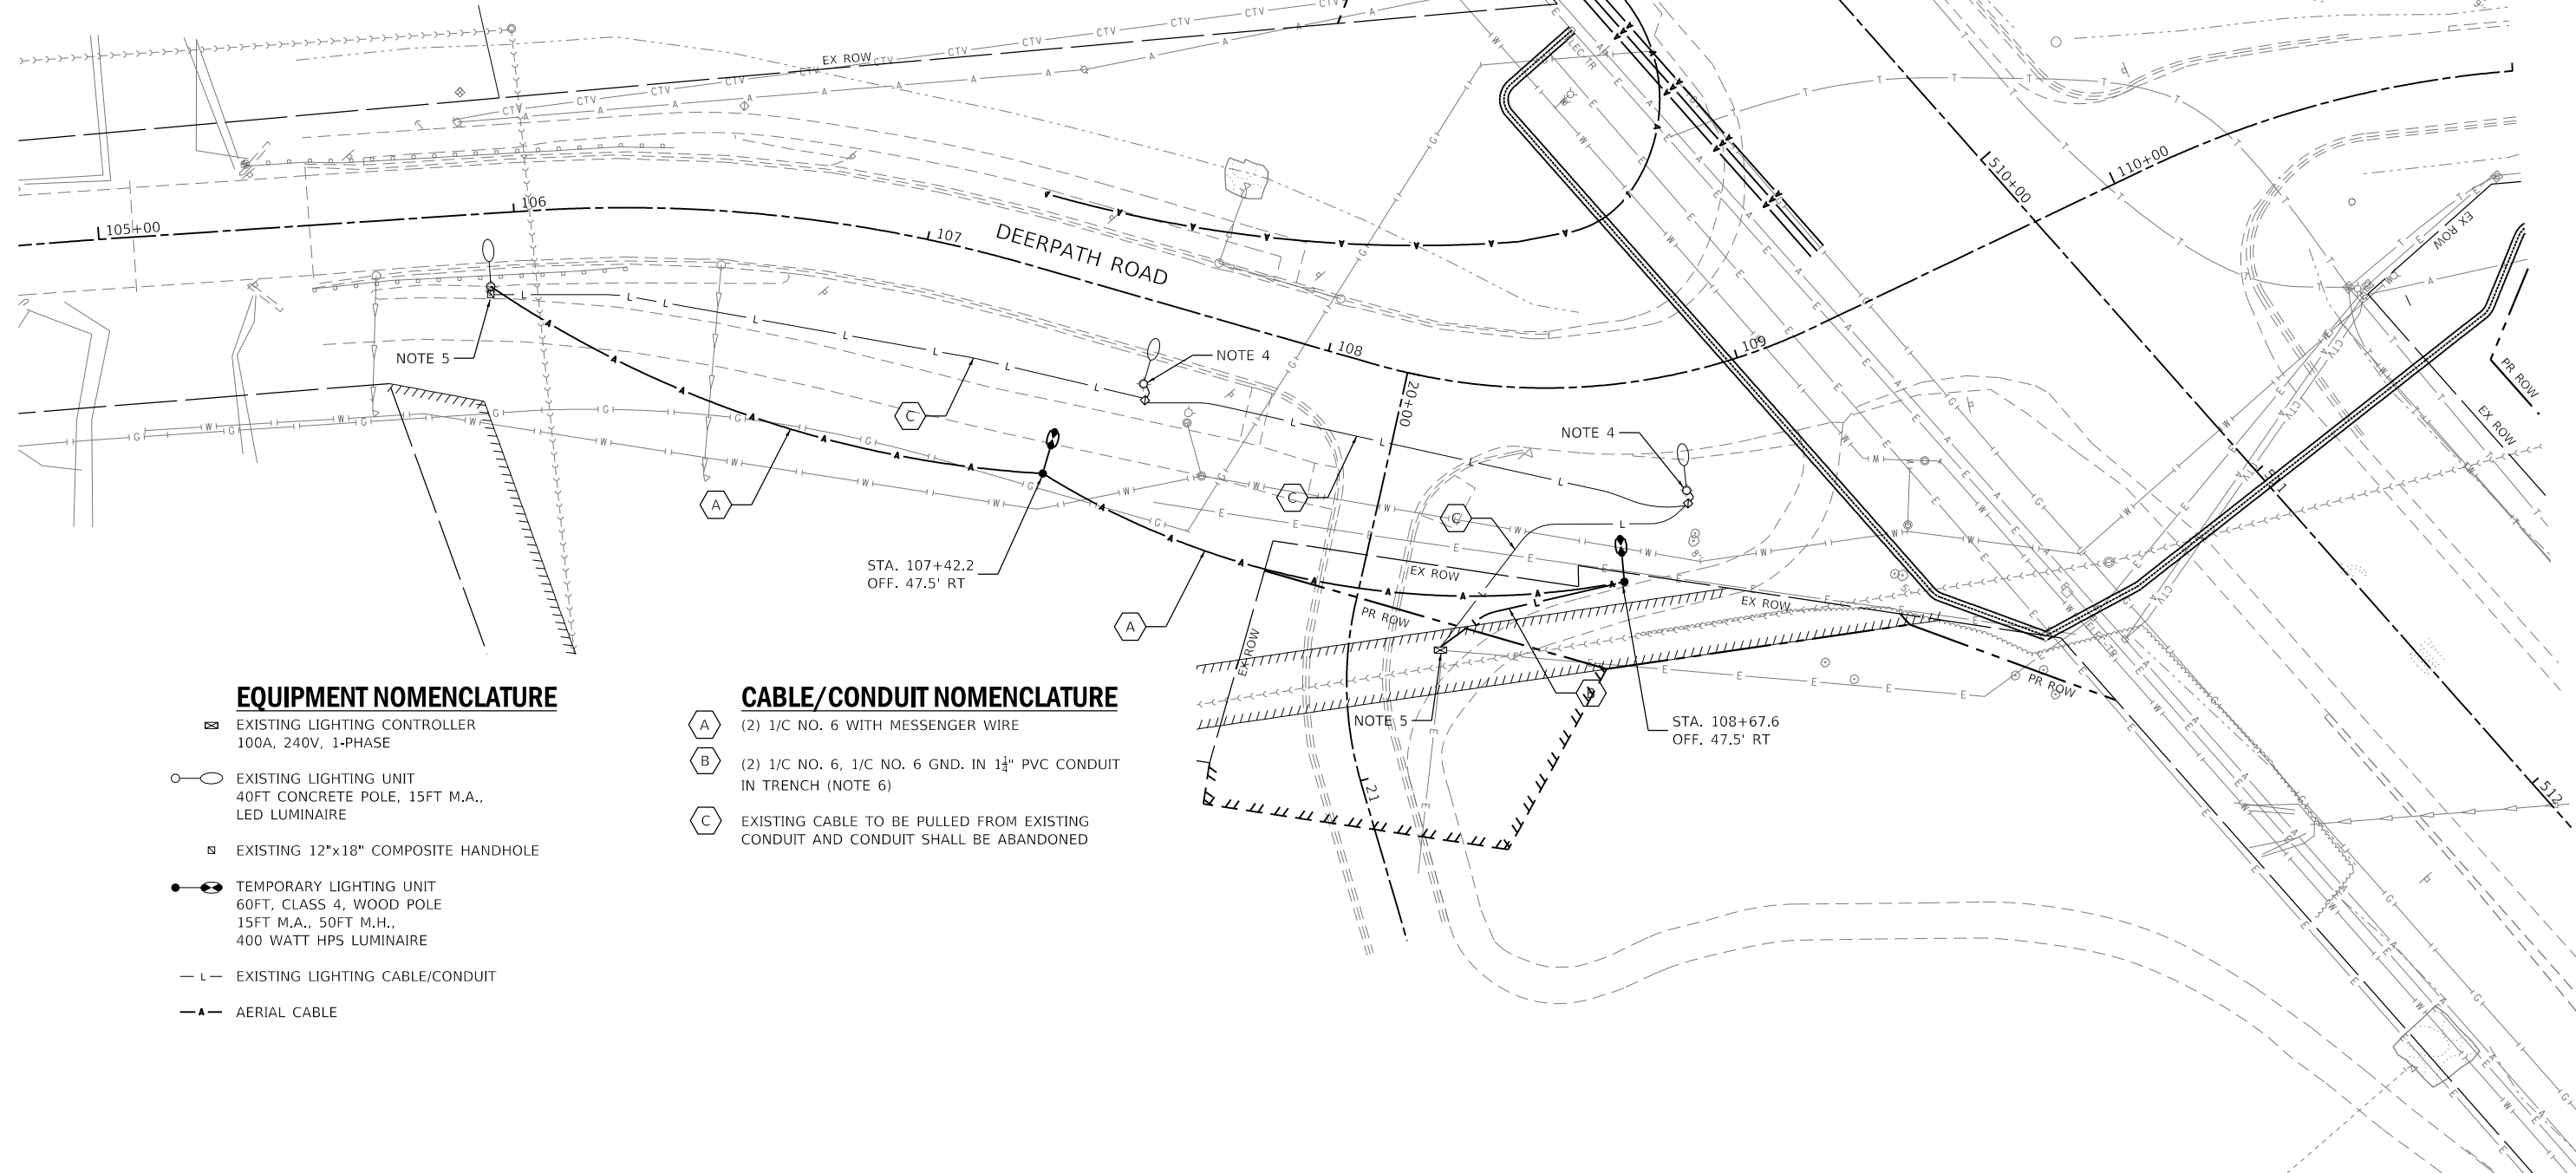 EX ROW
105+00
106
107
DEERPATH ROAD
108
109
110+00
510+00
EX ROW
PR ROW
EX ROW
512
20+00
21
NOTE 5
NOTE 4
NOTE 4
C
C
C
A
A
B
STA. 107+42.2
OFF. 47.5' RT
EX ROW
EX ROW
PR ROW
EX ROW
PR ROW
NOTE 5
STA. 108+67.6
OFF. 47.5' RT
EQUIPMENT NOMENCLATURE
EXISTING LIGHTING CONTROLLER
100A, 240V, 1-PHASE
EXISTING LIGHTING UNIT
40FT CONCRETE POLE, 15FT M.A.,
LED LUMINAIRE
EXISTING 12"x18" COMPOSITE HANDHOLE
TEMPORARY LIGHTING UNIT
60FT, CLASS 4, WOOD POLE
15FT M.A., 50FT M.H.,
400 WATT HPS LUMINAIRE
L EXISTING LIGHTING CABLE/CONDUIT
A AERIAL CABLE
CABLE/CONDUIT NOMENCLATURE
A (2) 1/C NO. 6 WITH MESSENGER WIRE
B (2) 1/C NO. 6, 1/C NO. 6 GND. IN 1¼" PVC CONDUIT
IN TRENCH (NOTE 6)
C EXISTING CABLE TO BE PULLED FROM EXISTING
CONDUIT AND CONDUIT SHALL BE ABANDONED